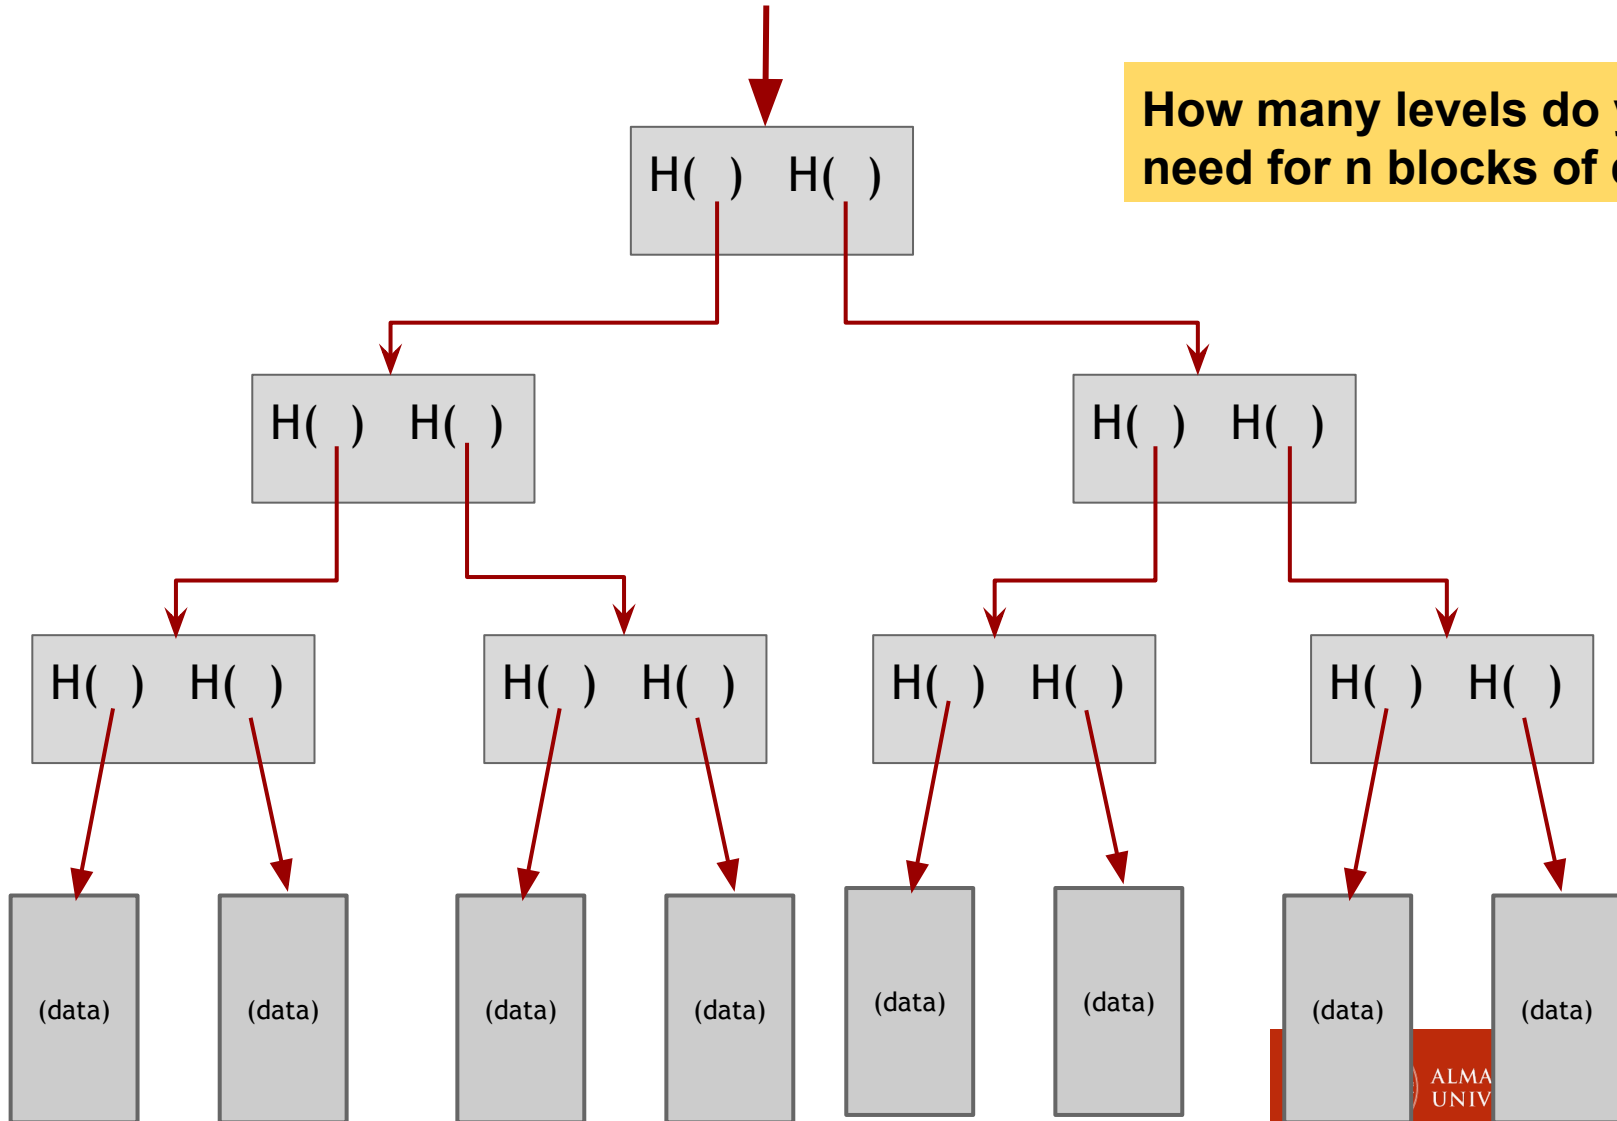 How many levels do
need for n blocks of
H( ) H( )
H( ) H( )
H( ) H( )
H( ) H( )
H( ) H( )
H( ) H( )
H( ) H( )
(data)
(data)
(data)
(data)
(data)
(data)
(data)
(data)
ALMA
UNIV